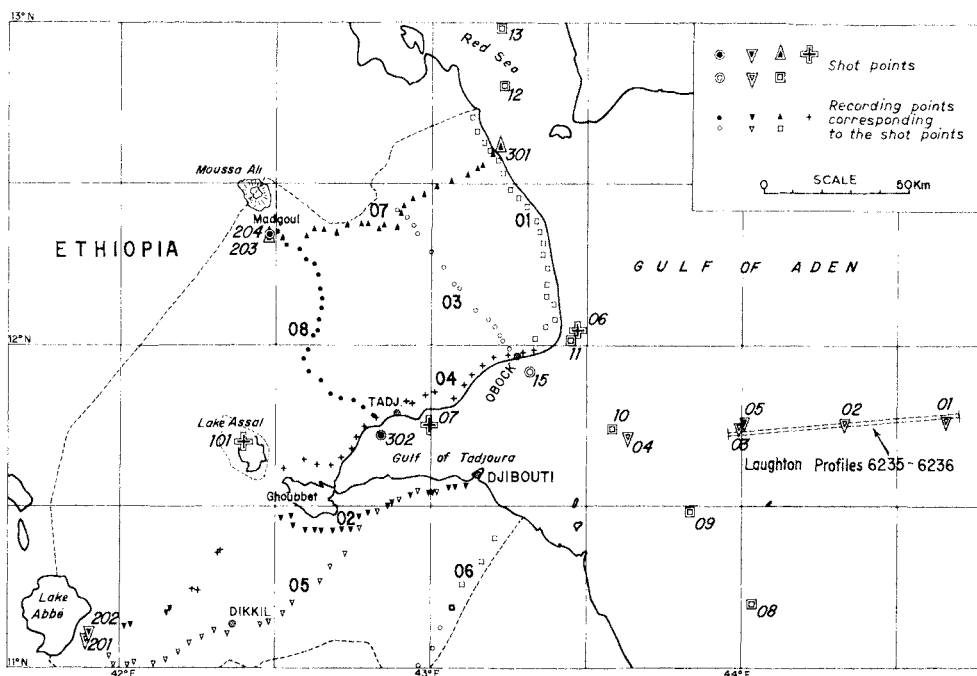 13°N
13
Red Sea
12
Shot points
Recording points
corresponding
to the shot points
SCALE
0 50Km
301
Moussa Ali
07
01
Madgoul
204
203
ETHIOPIA
GULF OF ADEN
03
08
06
12°N
11
OBOCK
15
04
TADJ.
07
302
10
04
05
03
02
01
Laughton Profiles 6235-6236
Lake Assal
101
Gulf of Tadjoura
DJIBOUTI
Ghoubbet
02
09
05
06
08
Lake
Abbé
DIKKIL
202
201
11°N
42°E
43°E
44°E